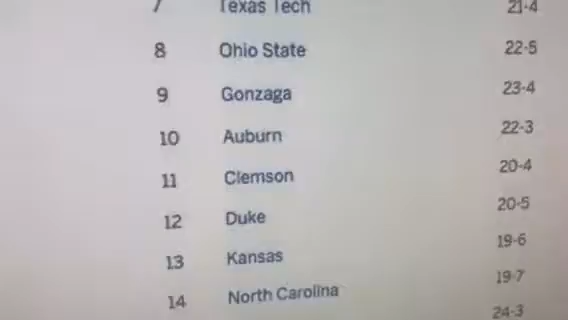 7 Texas Tech 21-4
8 Ohio State 22-5
9 Gonzaga 23-4
10 Auburn 22-3
11 Clemson 20-4
12 Duke 20-5
13 Kansas 19-6
14 North Carolina 19-7
24-3